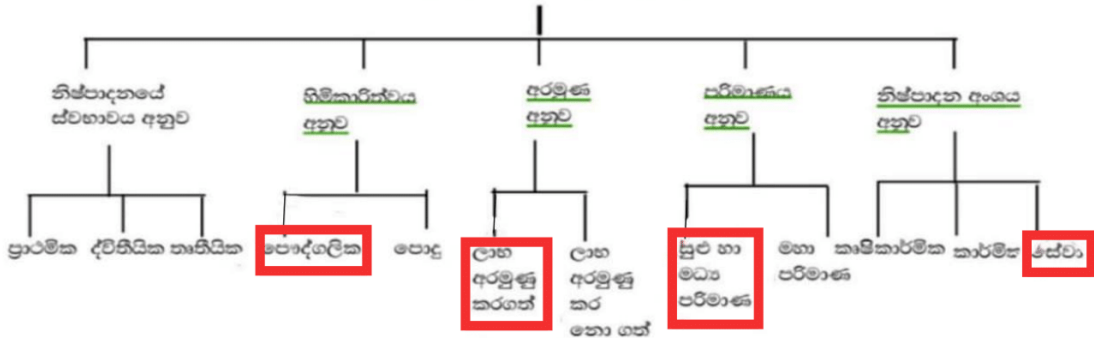 නිෂ්පාදනයේ
ස්වභාවය අනුව
හිමිකාරිත්වය
අනුව
අරමුණ
අනුව
පරිමාණය
අනුව
නිෂ්පාදන අංශය
අනුව
ප්‍රාථමික
ද්විතීයික
තෘතීයික
පෞද්ගලික
පොදු
ලාභ
අරමුණු
කරගත්
ලාභ
අරමුණු
කර
නො ගත්
සුළු හා
මධ්‍ය
පරිමාණ
මහා
පරිමාණ
කෘෂිකාර්මික
කාර්මික
සේවා